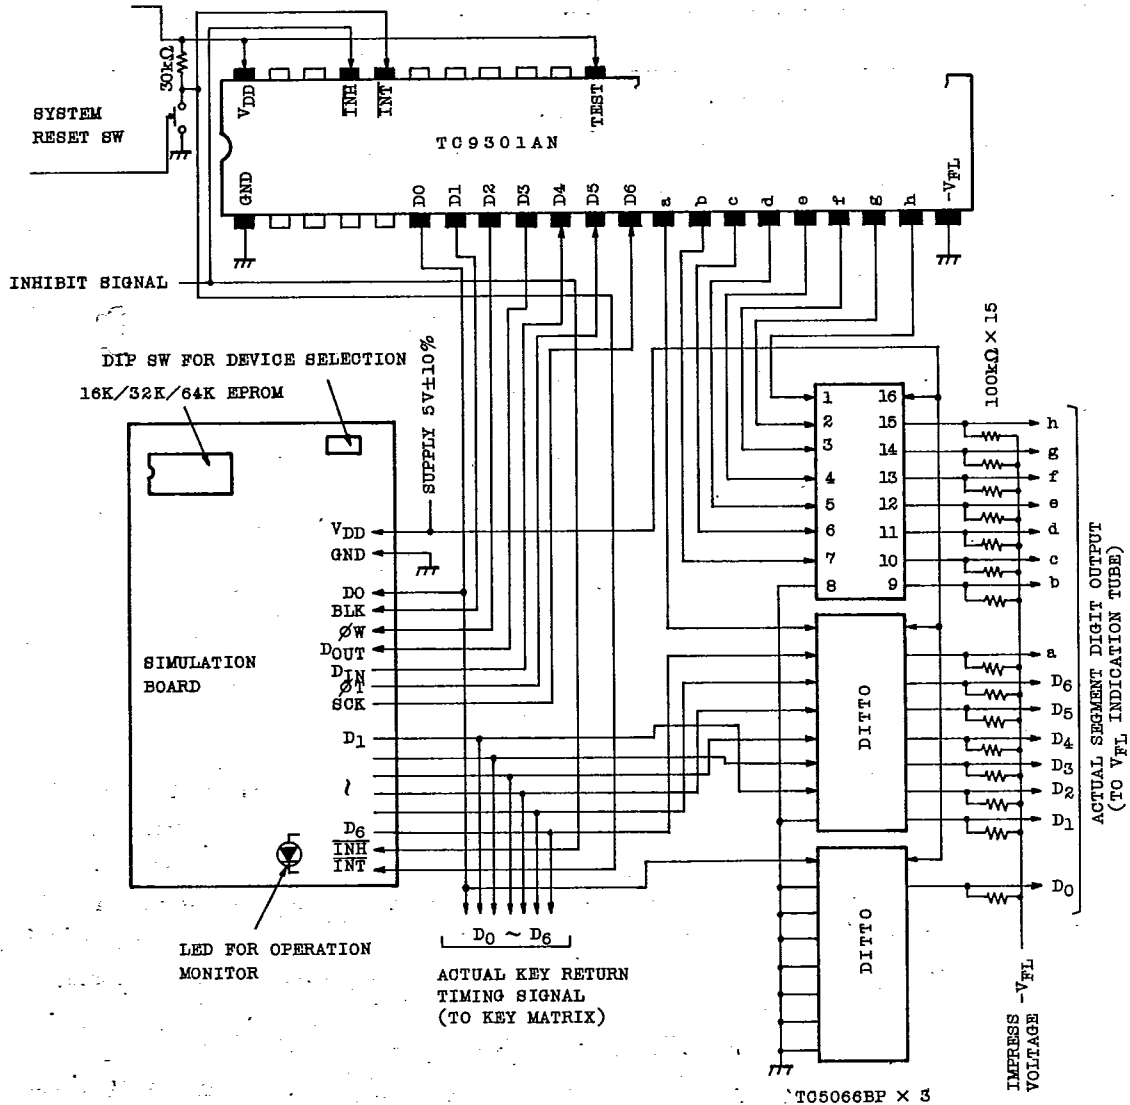 30kΩ
SYSTEM
RESET SW
VDD
INH
INT
TEST
TC9301AN
GND
D0
D1
D2
D3
D4
D5
D6
a
b
c
d
e
f
g
h
-VFL
INHIBIT SIGNAL
DIP SW FOR DEVICE SELECTION
16K/32K/64K EPROM
SUPPLY 5V±10%
100kΩ × 15
VDD
GND
D0
BLK
ØW
DOUT
DIN
ØT
SCK
D1
~
D6
INH
INT
SIMULATION
BOARD
LED FOR OPERATION
MONITOR
D0 ~ D6
ACTUAL KEY RETURN
TIMING SIGNAL
(TO KEY MATRIX)
1
2
3
4
5
6
7
8
16
15
14
13
12
11
10
9
DITTO
DITTO
TC5066BP × 3
h
g
f
e
d
c
b
a
D6
D5
D4
D3
D2
D1
D0
ACTUAL SEGMENT DIGIT OUTPUT
(TO VFL INDICATION TUBE)
IMPRESS -VFL
VOLTAGE